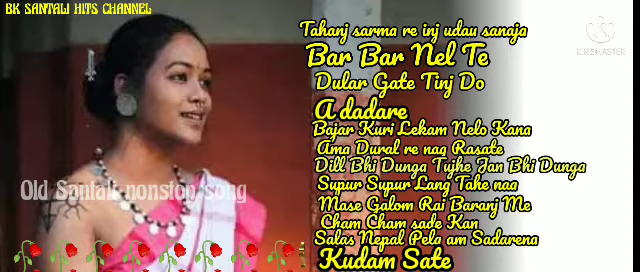 BK SANTALI HITS CHANNEL
Tahanj sarma re inj udau sanaja
Bar Bar Nel Te
Dular Gate Tinj Do
A dadare
Bajar Kuri Lekam Nelo Kana
Ama Dural re nag Rasate
Dill Bhi Dunga Tujhe Jan Bhi Dunga
Supur Supur Lang Tahe naa
Mase Galom Rai Baranj Me
Cham Cham sade Kan
Salas Nepal Pela am Sadarena
Kudam Sate
Old Santali nonstop song
KINEMASTER